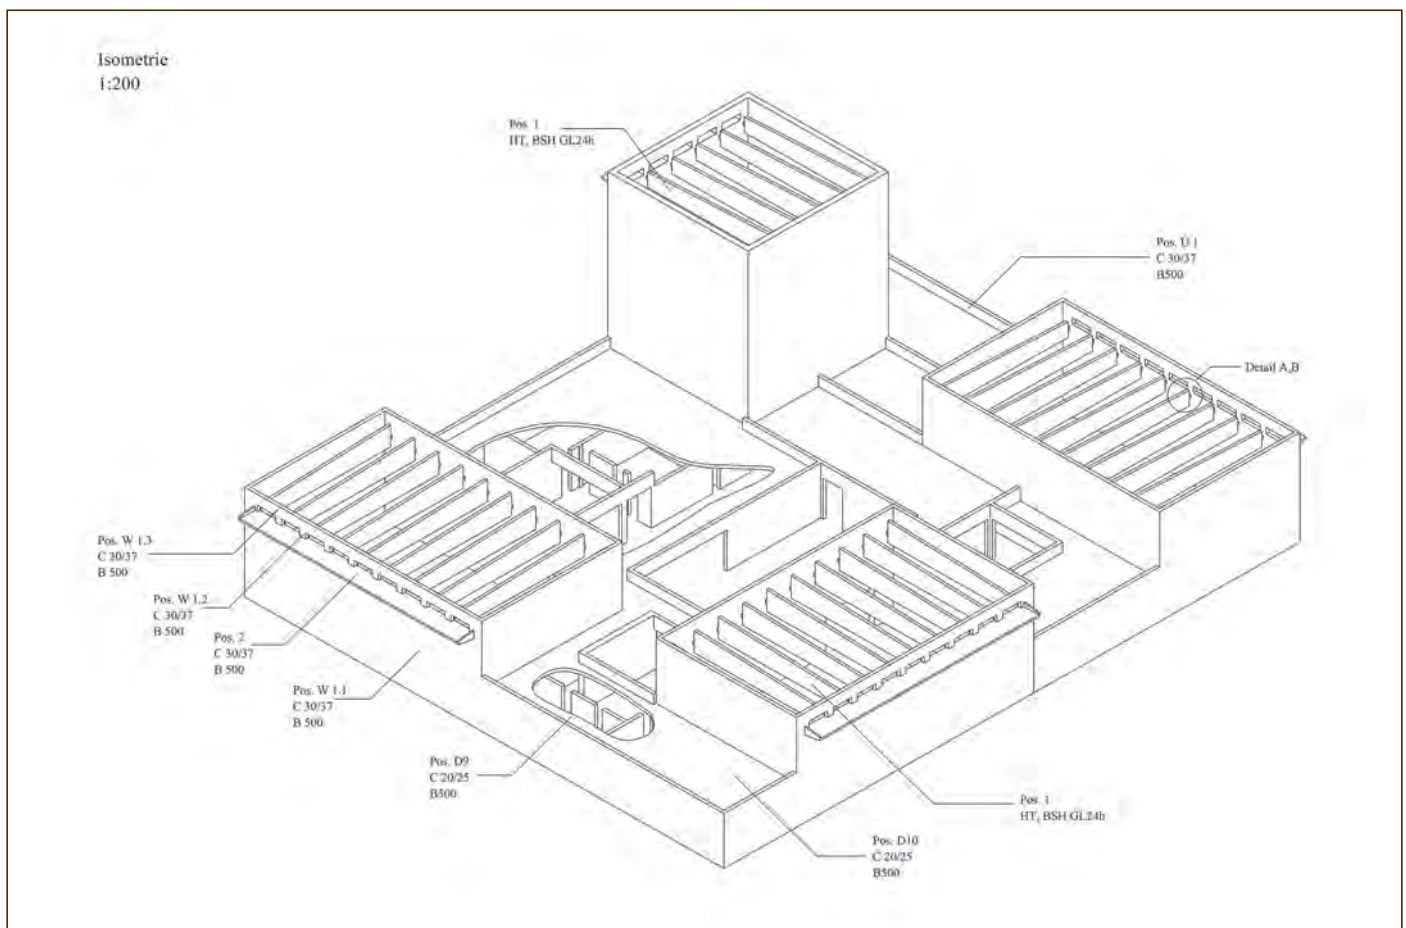 Isometrie
1:200
Pos. 1
HT, BSH GL24h
Pos. Ü 1
C 30/37
B500
Detail A,B
Pos. W 1.3
C 30/37
B 500
Pos. W 1.2
C 30/37
B 500
Pos. 2
C 30/37
B 500
Pos. W 1.1
C 30/37
B 500
Pos. D9
C 20/25
B500
Pos. 1
HT, BSH GL24h
Pos. D10
C 20/25
B500